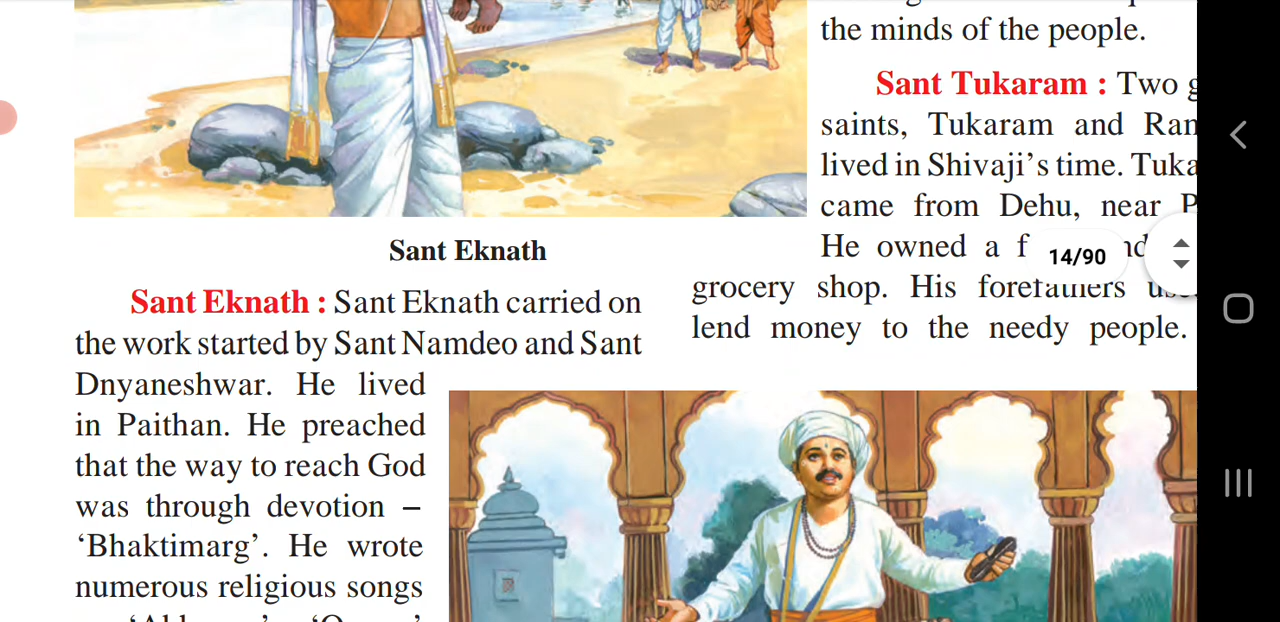 Sant Eknath
Sant Eknath : Sant Eknath carried on
the work started by Sant Namdeo and Sant
Dnyaneshwar. He lived
in Paithan. He preached
that the way to reach God
was through devotion –
‘Bhaktimarg’. He wrote
numerous religious songs
the minds of the people.
Sant Tukaram : Two
saints, Tukaram and
lived in Shivaji’s time.
came from Dehu, near
He owned a
grocery shop. His forefathers
lend money to the needy people.
14/90